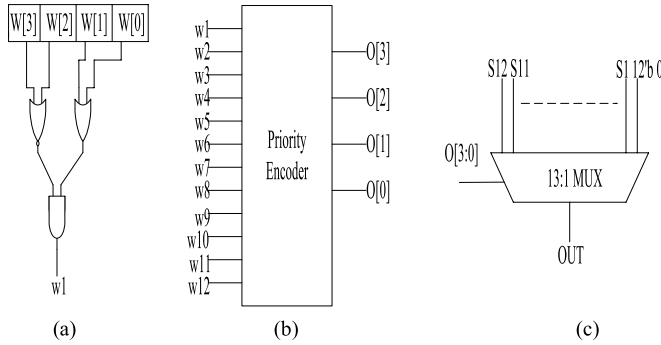 W[3] W[2] W[1] W[0]
w1
(a)
w1
w2
w3
w4
w5
w6
w7
w8
w9
w10
w11
w12
Priority
Encoder
O[3]
O[2]
O[1]
O[0]
(b)
S12 S11
S1 12'b 0
O[3:0]
13:1 MUX
OUT
(c)